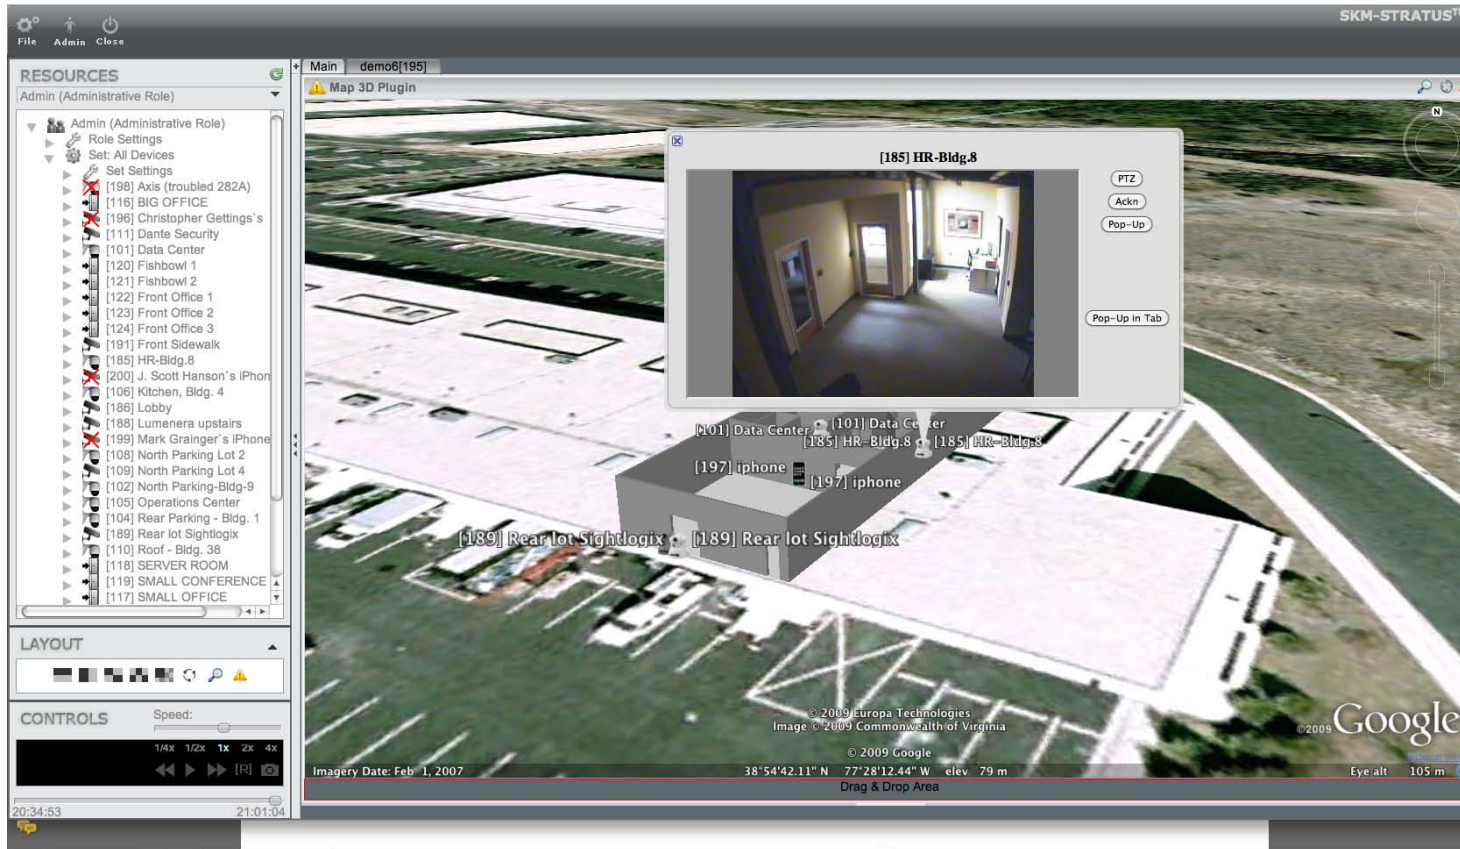 SKM-STRATUS
File Admin Close
RESOURCES
Admin (Administrative Role)
Admin (Administrative Role)
Role Settings
Set: All Devices
Set Settings
[198] Axis (troubled 282A)
[116] BIG OFFICE
[196] Christopher Gettings`s
[111] Dante Security
[101] Data Center
[120] Fishbowl 1
[121] Fishbowl 2
[122] Front Office 1
[123] Front Office 2
[124] Front Office 3
[191] Front Sidewalk
[185] HR-Bldg.8
[200] J. Scott Hanson`s iPhon
[106] Kitchen, Bldg. 4
[186] Lobby
[188] Lumenera upstairs
[199] Mark Grainger`s iPhone
[108] North Parking Lot 2
[109] North Parking Lot 4
[102] North Parking-Bldg-9
[105] Operations Center
[104] Rear Parking - Bldg. 1
[189] Rear lot Sightlogix
[110] Roof - Bldg. 38
[118] SERVER ROOM
[119] SMALL CONFERENCE
[117] SMALL OFFICE
LAYOUT
CONTROLS
Speed:
1/4x 1/2x 1x 2x 4x
[R]
20:34:53 21:01:04
+ Main demo6[195]
Map 3D Plugin
N
[185] HR-Bldg.8
PTZ
Ackn
Pop-Up
Pop-Up in Tab
[101] Data Center [101] Data Center
[185] HR-Bldg.8 [185] HR-Bldg.8
[197] iphone
[197] iphone
[189] Rear lot Sightlogix [189] Rear lot Sightlogix
© 2009 Europa Technologies
Image © 2009 Commonwealth of Virginia
© 2009 Google
©2009 Google
Imagery Date: Feb 1, 2007 38°54'42.11" N 77°28'12.44" W elev 79 m Eye alt 105 m
Drag & Drop Area